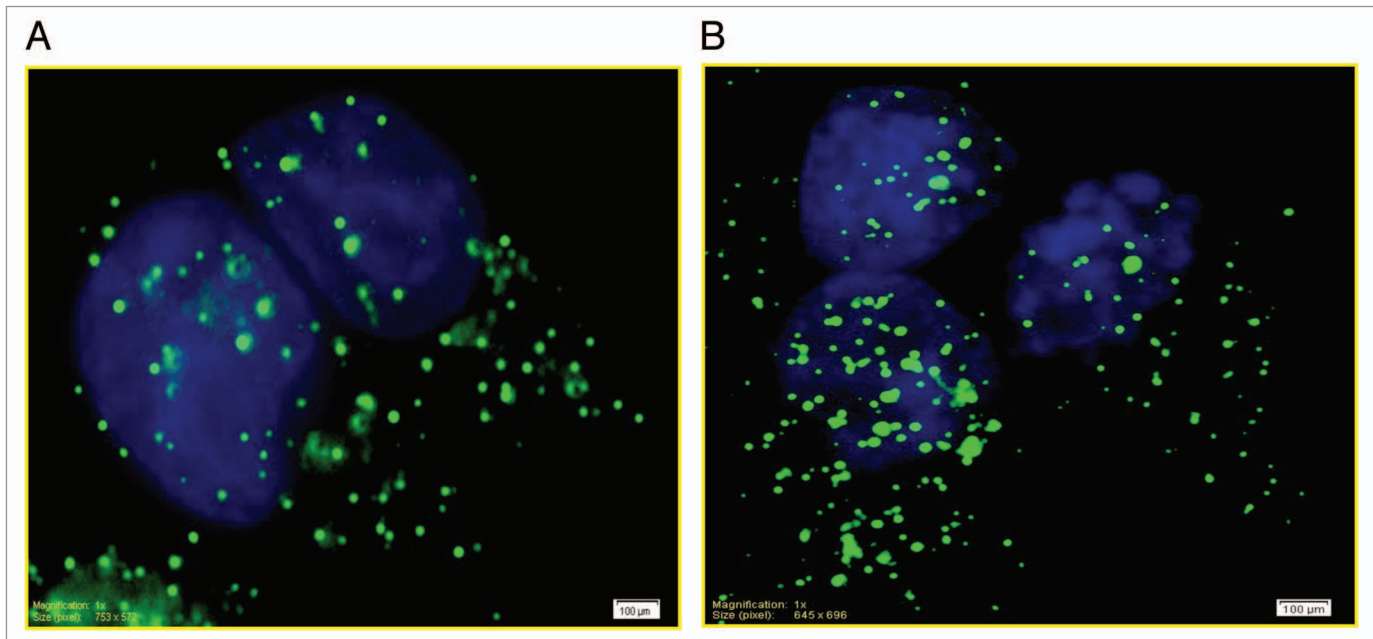 A
B
Magnification: 1x
Size (pixel): 753 x 572
100 µm
Magnification: 1x
Size (pixel): 645 x 696
100 µm